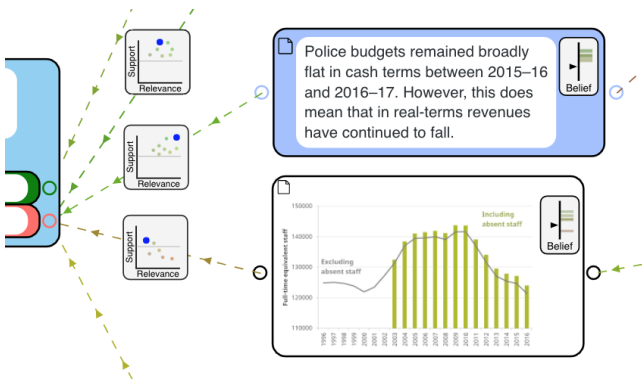 Support
Relevance
Police budgets remained broadly
flat in cash terms between 2015–16
and 2016–17. However, this does
mean that in real-terms revenues
have continued to fall.
Belief
Support
Relevance
Support
Relevance
150000
140000
130000
120000
110000
Full-time equivalent staff
Including
absent staff
Excluding
absent staff
1996
1997
1998
1999
2000
2001
2002
2003
2004
2005
2006
2007
2008
2009
2010
2011
2012
2013
2014
2015
2016
Belief